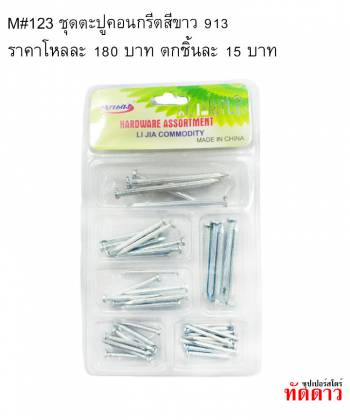 M#123 ชุดตะปูคอนกรีตสีขาว 913
ราคาโหลละ 180 บาท ตกชิ้นละ 15 บาท
HARDWARE ASSORTMENT
LI JIA COMMODITY
MADE IN CHINA
ซุปเปอร์สโตร์
ทัดดาว